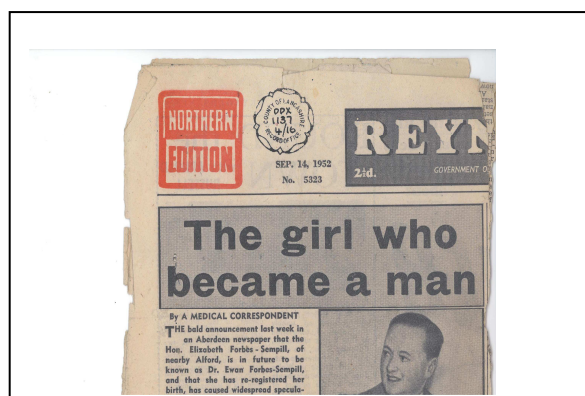 NORTHERN
EDITION
COUNTY OF LANCASHIRE
DDX
1137
4/16
RECORD OFFICE
SEP. 14, 1952
No. 5323
REYN
2½d.
GOVERNMENT O
The girl who
became a man
By A MEDICAL CORRESPONDENT
THE bald announcement last week in
an Aberdeen newspaper that the
Hon. Elizabeth Forbes-Sempill, of
nearby Alford, is in future to be
known as Dr. Ewan Forbes-Sempill,
and that she has re-registered her
birth, has caused widespread specula-